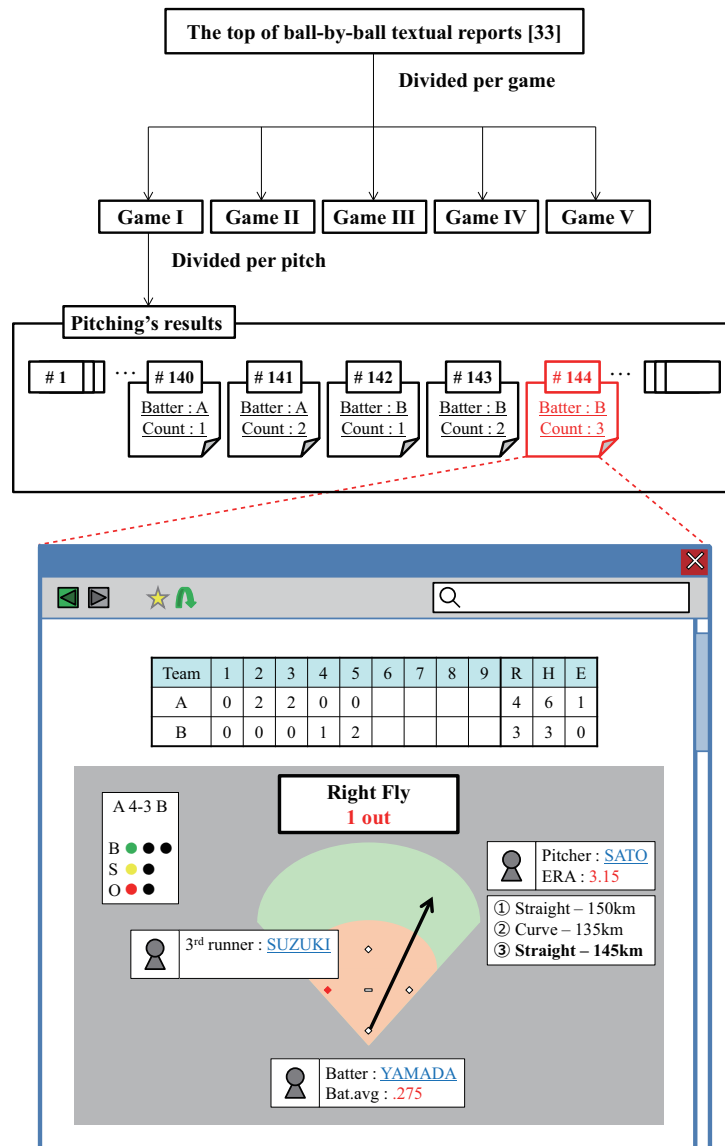 The top of ball-by-ball textual reports [33]
Divided per game
Game I Game II Game III Game IV Game V
Divided per pitch
Pitching's results
# 1 ··· # 140 # 141 # 142 # 143 # 144 ···
Batter : A Batter : A Batter : B Batter : B Batter : B
Count : 1 Count : 2 Count : 1 Count : 2 Count : 3
Team 1 2 3 4 5 6 7 8 9 R H E
A 0 2 2 0 0 4 6 1
B 0 0 0 1 2 3 3 0
Right Fly
1 out
A 4-3 B
B
S
O
Pitcher : SATO
ERA : 3.15
① Straight – 150km
② Curve – 135km
③ Straight – 145km
3rd runner : SUZUKI
Batter : YAMADA
Bat.avg : .275